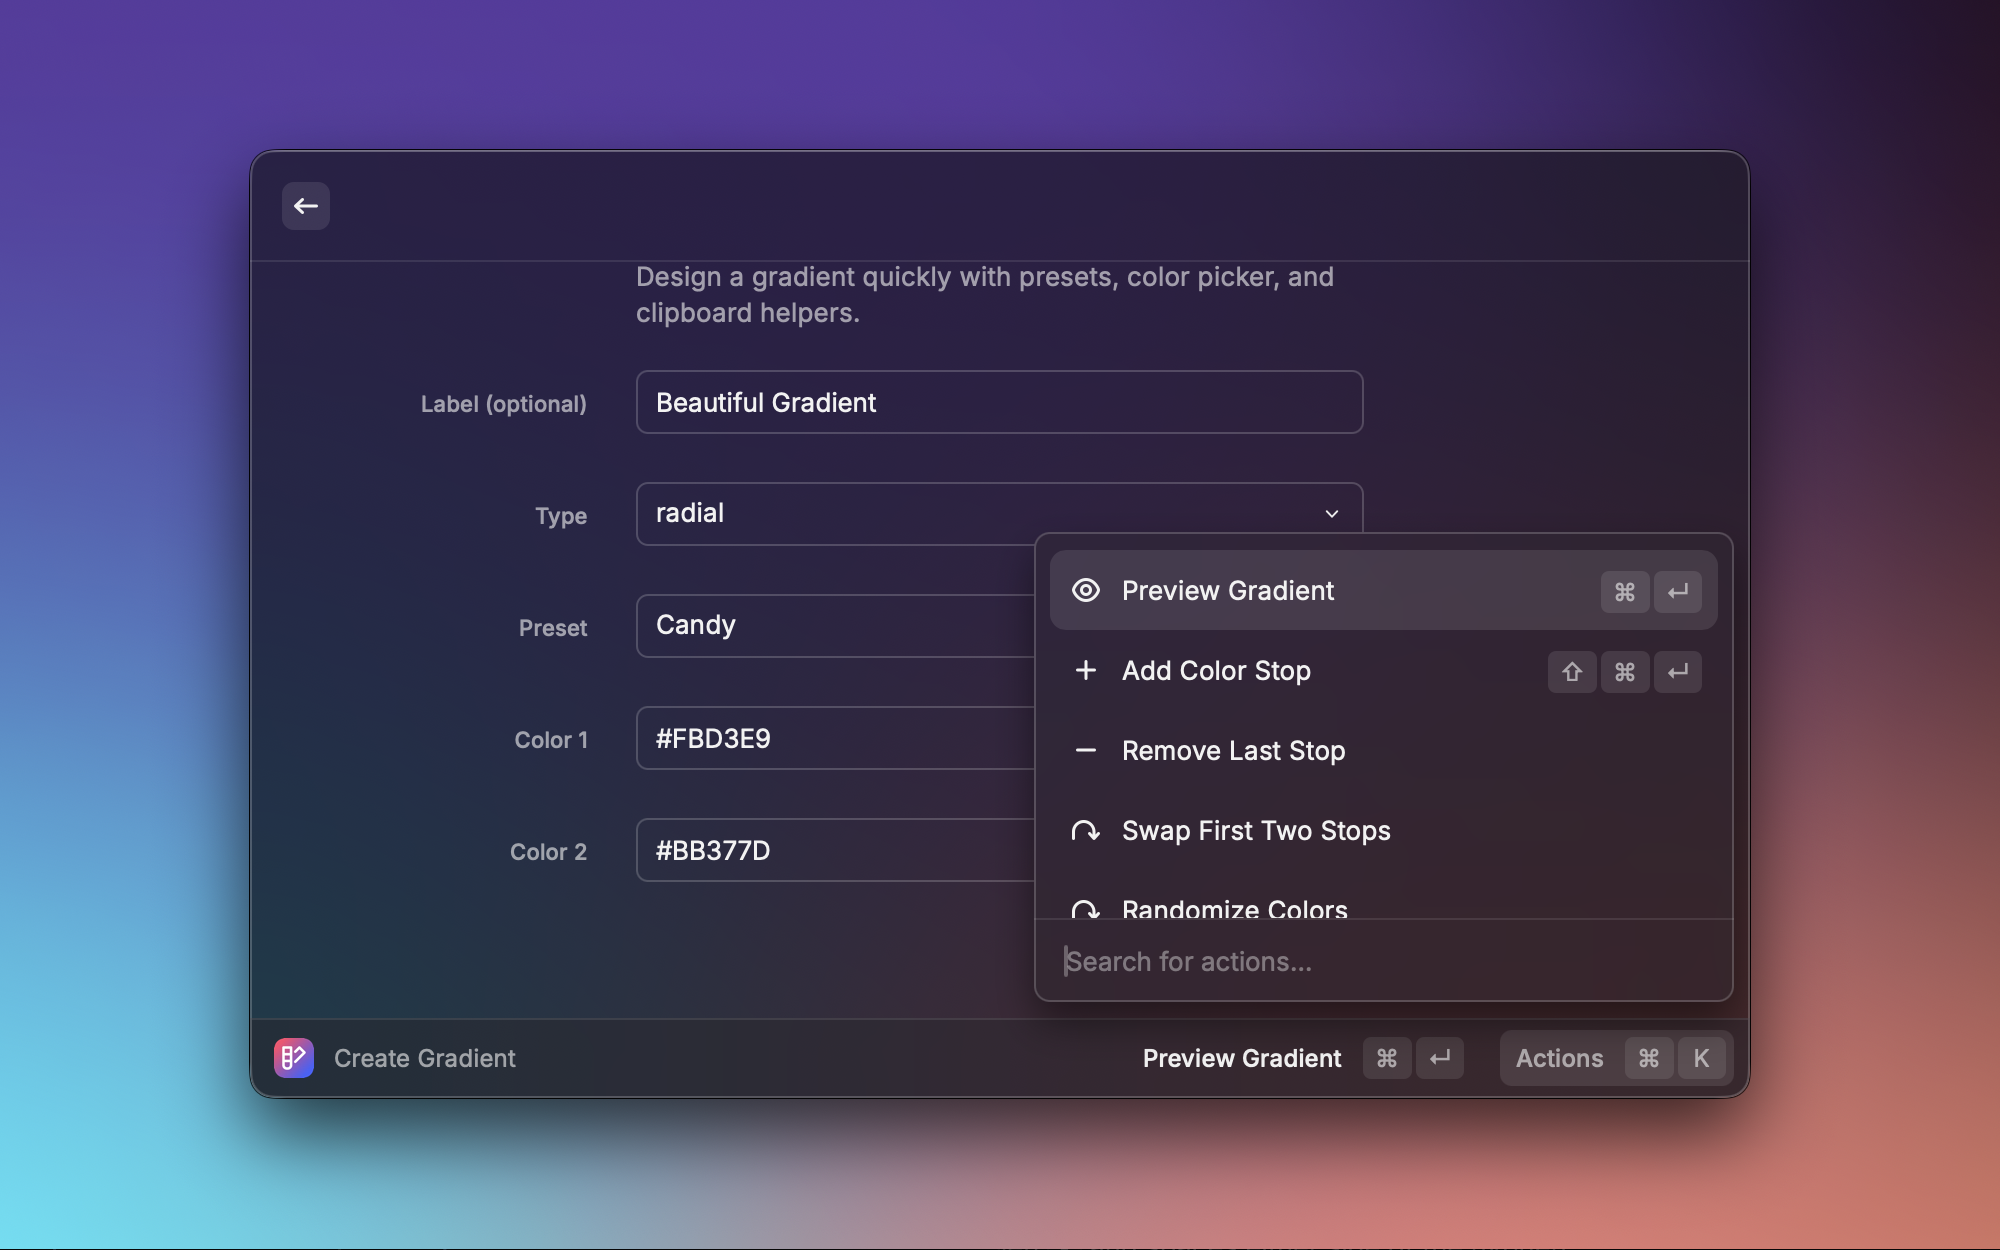 Design a gradient quickly with presets, color picker, and
clipboard helpers.
Label (optional)
Beautiful Gradient
Type
radial
Preset
Candy
Color 1
#FBD3E9
Color 2
#BB377D
Preview Gradient ⌘ ↵
Add Color Stop ⇧ ⌘ ↵
Remove Last Stop
Swap First Two Stops
Randomize Colors
Search for actions...
Create Gradient
Preview Gradient ⌘ ↵
Actions ⌘ K